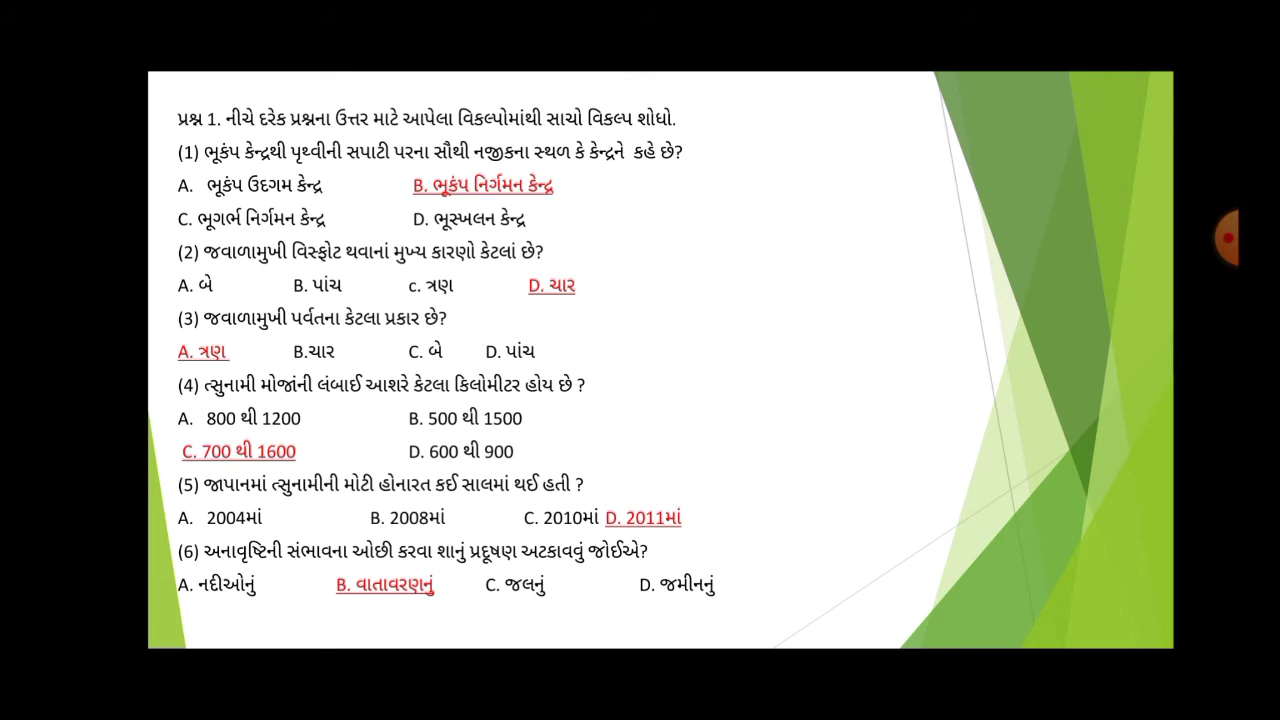 પ્રશ્ન 1. નીચે દરેક પ્રશ્નના ઉત્તર માટે આપેલા વિકલ્પોમાંથી સાચો વિકલ્પ શોધો.
(1) ભૂકંપ કેન્દ્રથી પૃથ્વીની સપાટી પરના સૌથી નજીકના સ્થળ કે કેન્દ્રને કહે છે?
A. ભૂકંપ ઉદગમ કેન્દ્ર B. ભૂકંપ નિર્ગમન કેન્દ્ર
C. ભૂગર્ભ નિર્ગમન કેન્દ્ર D. ભૂસ્ખલન કેન્દ્ર
(2) જવાળામુખી વિસ્ફોટ થવાનાં મુખ્ય કારણો કેટલાં છે?
A. બે B. પાંચ c. ત્રણ D. ચાર
(3) જવાળામુખી પર્વતના કેટલા પ્રકાર છે?
A. ત્રણ B.ચાર C. બે D. પાંચ
(4) ત્સુનામી મોજાંની લંબાઈ આશરે કેટલા કિલોમીટર હોય છે ?
A. 800 થી 1200 B. 500 થી 1500
C. 700 થી 1600 D. 600 થી 900
(5) જાપાનમાં ત્સુનામીની મોટી હોનારત કઈ સાલમાં થઈ હતી ?
A. 2004માં B. 2008માં C. 2010માં D. 2011માં
(6) અનાવૃષ્ટિની સંભાવના ઓછી કરવા શાનું પ્રદૂષણ અટકાવવું જોઈએ?
A. નદીઓનું B. વાતાવરણનું C. જલનું D. જમીનનું